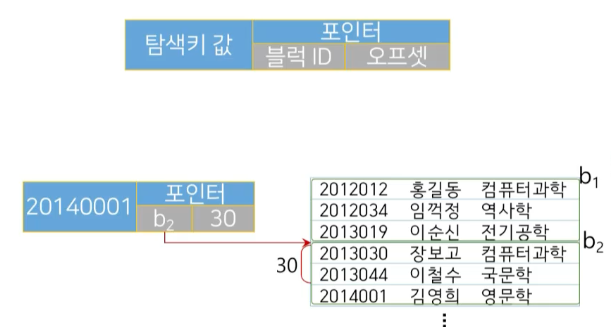 탐색키 값 포인터
블럭 ID 오프셋
20140001 포인터
b₂ 30
b₁
2012012 홍길동 컴퓨터과학
2012034 임꺽정 역사학
2013019 이순신 전기공학
b₂
2013030 장보고 컴퓨터과학
30
2013044 이철수 국문학
2014001 김영희 영문학
⋮